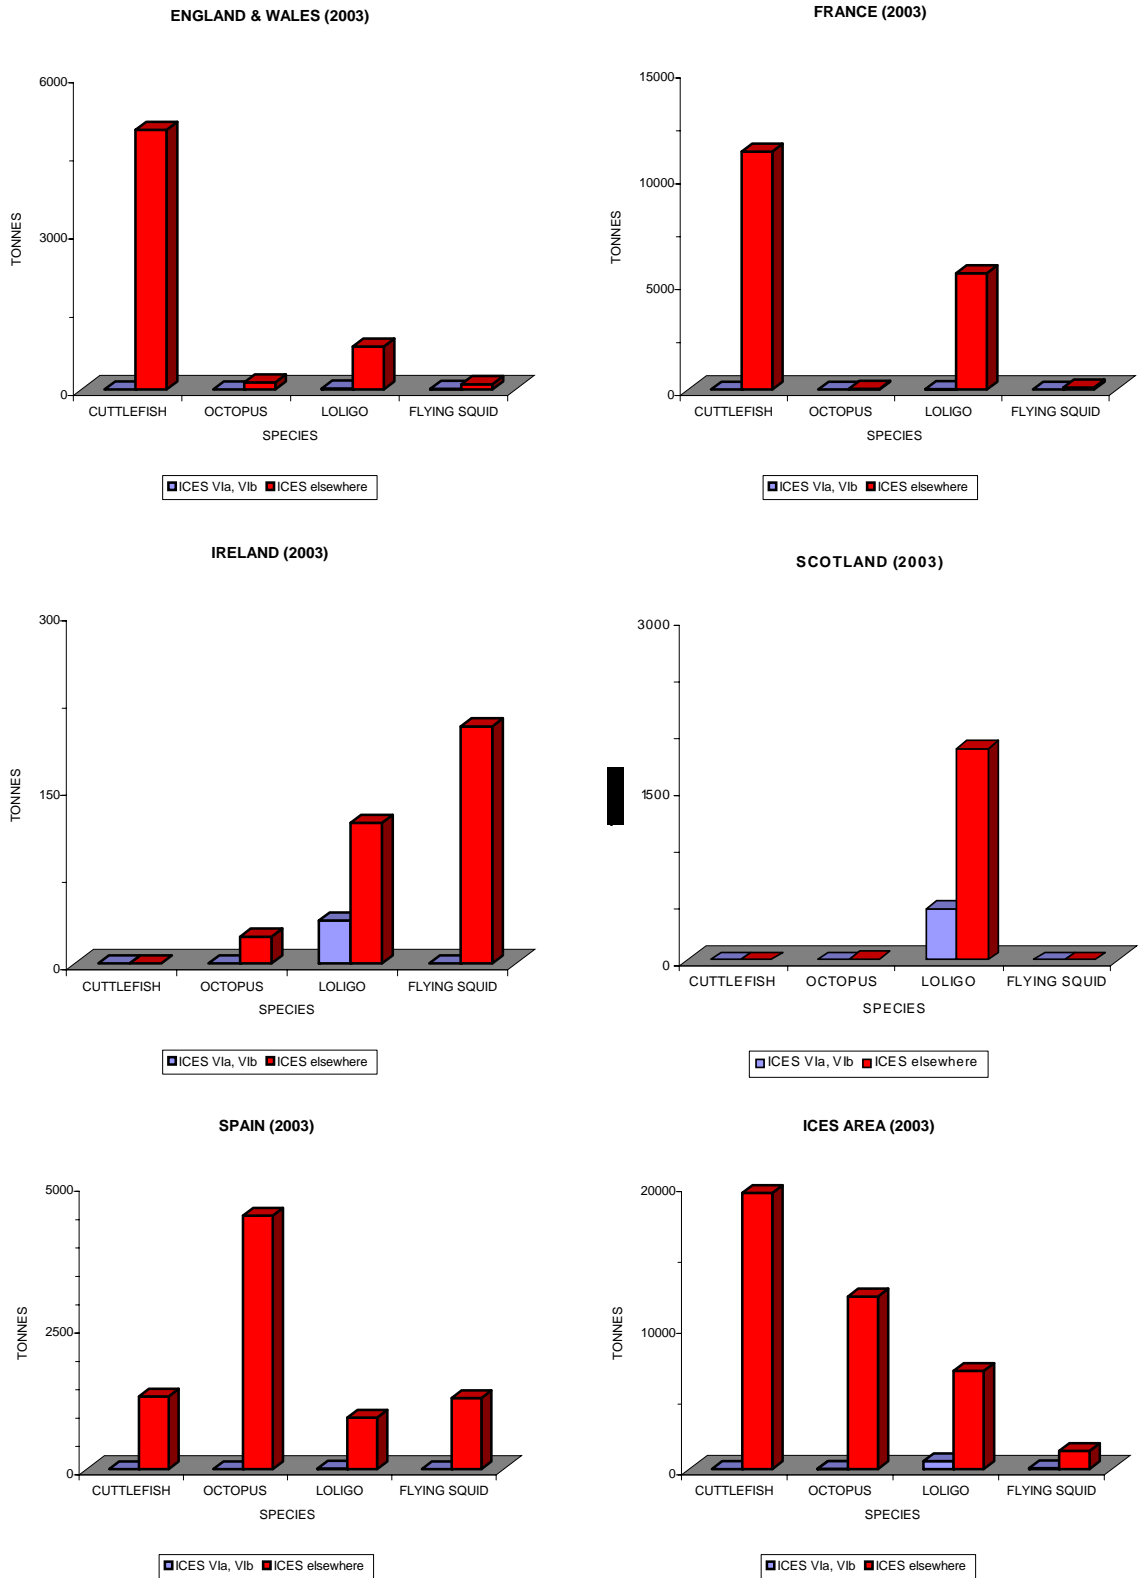 ENGLAND & WALES (2003)
6000
3000
0
TONNES
CUTTLEFISH OCTOPUS LOLIGO FLYING SQUID
SPECIES
ICES VIa, VIb ICES elsewhere
FRANCE (2003)
15000
10000
5000
0
TONNES
CUTTLEFISH OCTOPUS LOLIGO FLYING SQUID
SPECIES
ICES VIa, VIb ICES elsewhere
IRELAND (2003)
300
150
0
TONNES
CUTTLEFISH OCTOPUS LOLIGO FLYING SQUID
SPECIES
ICES VIa, VIb ICES elsewhere
SCOTLAND (2003)
3000
1500
0
CUTTLEFISH OCTOPUS LOLIGO FLYING SQUID
SPECIES
ICES VIa, VIb ICES elsewhere
SPAIN (2003)
5000
2500
0
TONNES
CUTTLEFISH OCTOPUS LOLIGO FLYING SQUID
SPECIES
ICES VIa, VIb ICES elsewhere
ICES AREA (2003)
20000
10000
0
TONNES
CUTTLEFISH OCTOPUS LOLIGO FLYING SQUID
SPECIES
ICES VIa, VIb ICES elsewhere